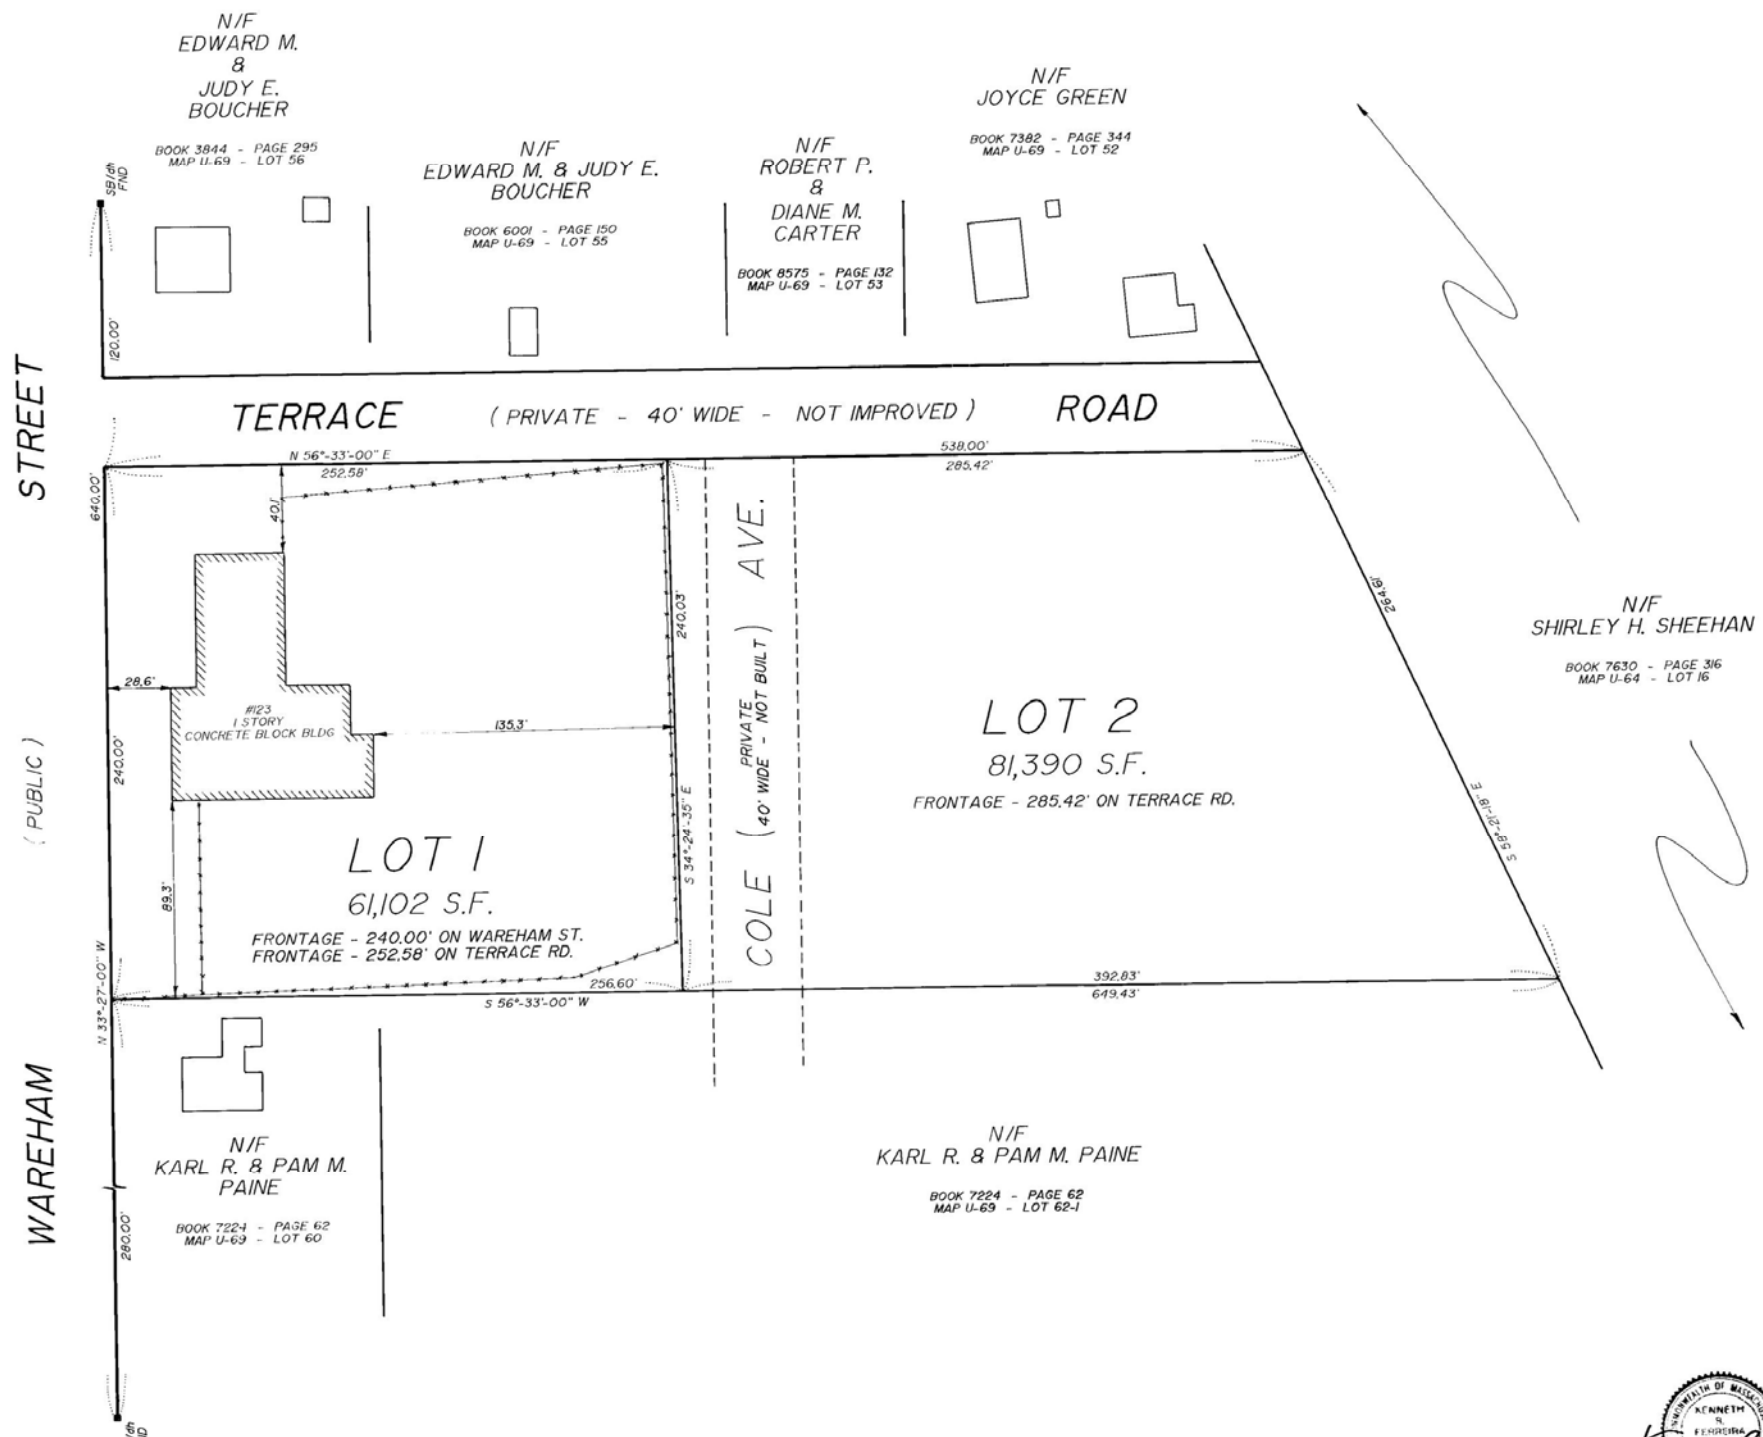 N/F
EDWARD M.
&
JUDY E.
BOUCHER
BOOK 3844 - PAGE 295
MAP U-69 - LOT 56
N/F
EDWARD M. & JUDY E.
BOUCHER
BOOK 6001 - PAGE 150
MAP U-69 - LOT 55
N/F
ROBERT P.
&
DIANE M.
CARTER
BOOK 8575 - PAGE 132
MAP U-69 - LOT 53
N/F
JOYCE GREEN
BOOK 7382 - PAGE 344
MAP U-69 - LOT 52
SB/dh
FND
120.00'
TERRACE ( PRIVATE - 40' WIDE - NOT IMPROVED ) ROAD
N 56°-33'-00" E
252.58'
538.00'
285.42'
640.00'
40.1'
28.6'
#123
1 STORY
CONCRETE BLOCK BLDG
135.3'
240.00'
89.3'
240.03'
S 34°-24'-35" E
LOT 1
61,102 S.F.
FRONTAGE - 240.00' ON WAREHAM ST.
FRONTAGE - 252.58' ON TERRACE RD.
COLE ( PRIVATE
40' WIDE - NOT BUILT ) AVE.
LOT 2
81,390 S.F.
FRONTAGE - 285.42' ON TERRACE RD.
264.61'
S 58°-21'-18" E
N/F
SHIRLEY H. SHEEHAN
BOOK 7630 - PAGE 316
MAP U-64 - LOT 16
256.60'
S 56°-33'-00" W
392.83'
649.43'
N 33°-27'-00" W
WAREHAM ( PUBLIC ) STREET
N/F
KARL R. & PAM M.
PAINE
BOOK 7224 - PAGE 62
MAP U-69 - LOT 60
N/F
KARL R. & PAM M. PAINE
BOOK 7224 - PAGE 62
MAP U-69 - LOT 62-1
280.00'
KENNETH
R.
FERREIRA